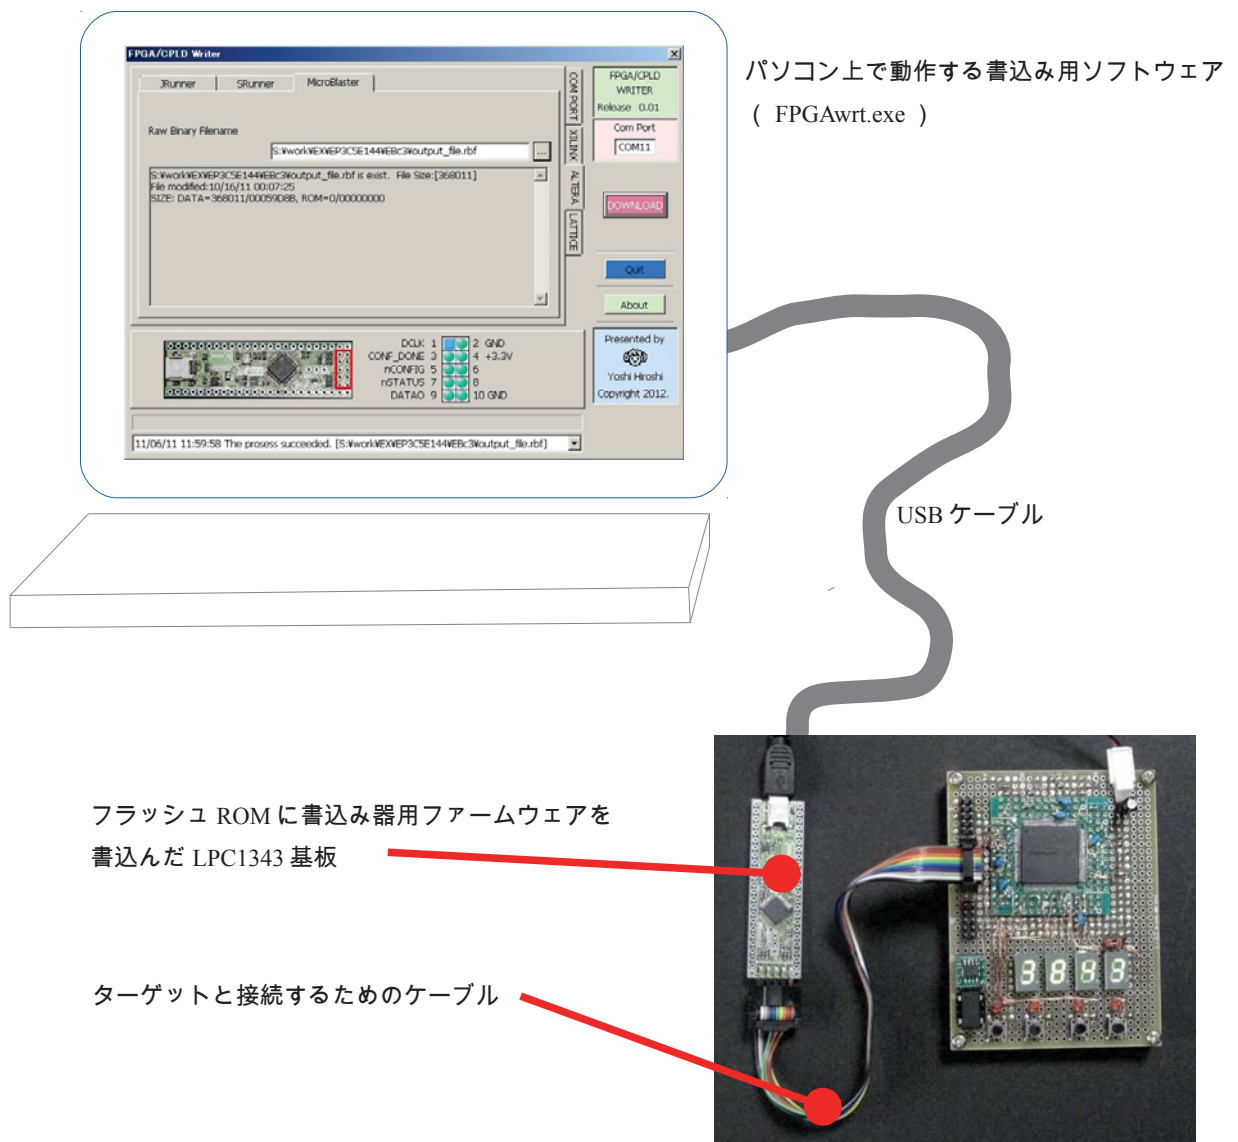 FPGA/CPLD Writer
JRunner SRunner MicroBlaster
Raw Binary Filename
S:¥work¥EX¥EP3C5E144¥EBc3¥output_file.rbf ...
S:¥work¥EX¥EP3C5E144¥EBc3¥output_file.rbf is exist. File Size:[368011]
File modified:10/16/11 00:07:25
SIZE: DATA=368011/00059D8B, ROM=0/00000000
COM PORT
XILINX
ALTERA
LATTICE
FPGA/CPLD
WRITER
Release 0.01
Com Port
COM11
DOWNLOAD
Quit
About
DCLK 1 2 GND
CONF_DONE 3 4 +3.3V
nCONFIG 5 6
nSTATUS 7 8
DATAO 9 10 GND
Presented by
Yoshi Hiroshi
Copyright 2012.
11/06/11 11:59:58 The prosess succeeded. [S:¥work¥EX¥EP3C5E144¥EBc3¥output_file.rbf]
パソコン上で動作する書込み用ソフトウェア
( FPGAwrt.exe )
USB ケーブル
フラッシュ ROM に書込み器用ファームウェアを
書込んだ LPC1343 基板
ターゲットと接続するためのケーブル
3843